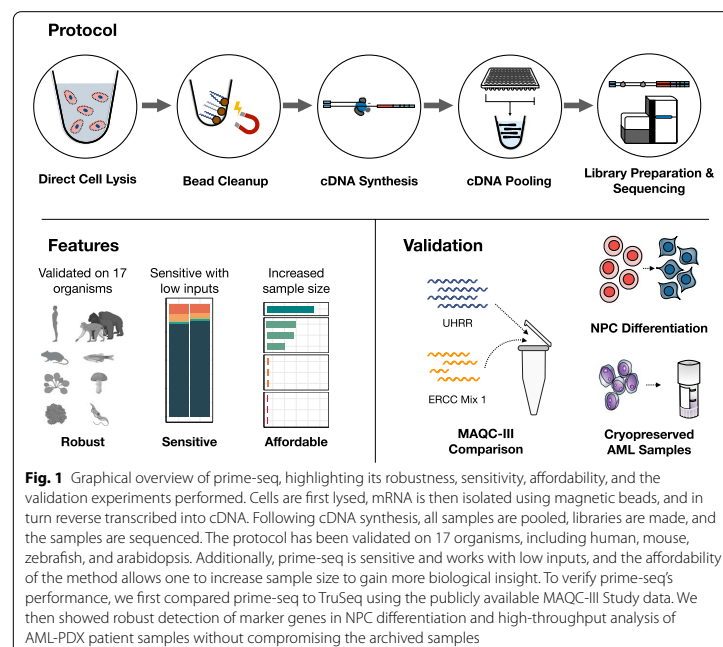 Protocol
Direct Cell Lysis
Bead Cleanup
cDNA Synthesis
cDNA Pooling
Library Preparation &
Sequencing
Features
Validated on 17
organisms
Robust
Sensitive with
low inputs
Sensitive
Increased
sample size
Affordable
Validation
UHRR
ERCC Mix 1
MAQC-III
Comparison
NPC Differentiation
Cryopreserved
AML Samples
Fig. 1 Graphical overview of prime-seq, highlighting its robustness, sensitivity, affordability, and the
validation experiments performed. Cells are first lysed, mRNA is then isolated using magnetic beads, and in
turn reverse transcribed into cDNA. Following cDNA synthesis, all samples are pooled, libraries are made, and
the samples are sequenced. The protocol has been validated on 17 organisms, including human, mouse,
zebrafish, and arabidopsis. Additionally, prime-seq is sensitive and works with low inputs, and the affordability
of the method allows one to increase sample size to gain more biological insight. To verify prime-seq’s
performance, we first compared prime-seq to TruSeq using the publicly available MAQC-III Study data. We
then showed robust detection of marker genes in NPC differentiation and high-throughput analysis of
AML-PDX patient samples without compromising the archived samples